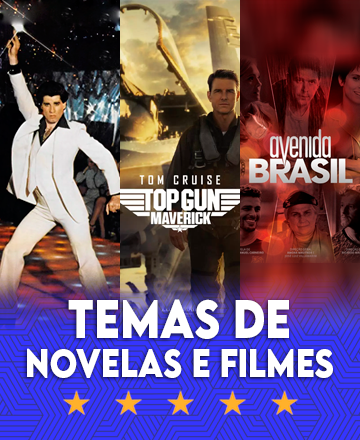 TOM CRUISE
TOP GUN
MAVERICK
avenida
BRASIL
TEMAS DE
NOVELAS E FILMES